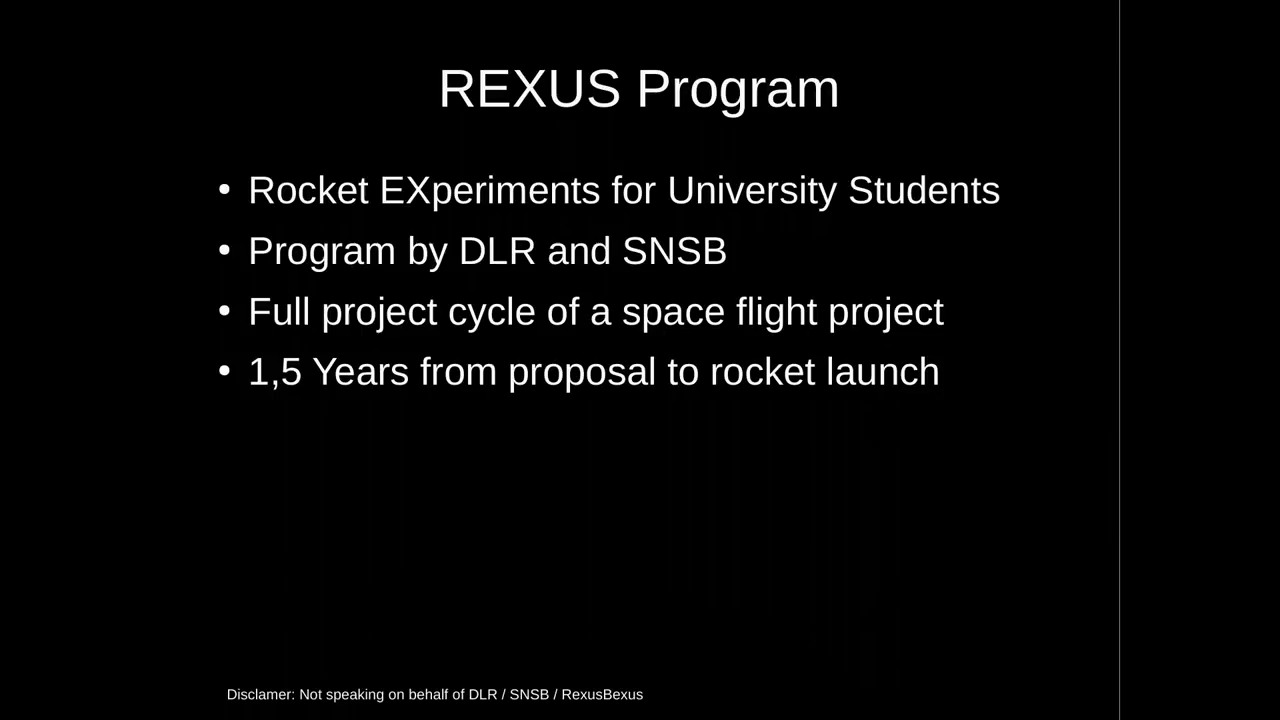 REXUS Program
• Rocket EXperiments for University Students
• Program by DLR and SNSB
• Full project cycle of a space flight project
• 1,5 Years from proposal to rocket launch
Disclamer: Not speaking on behalf of DLR / SNSB / RexusBexus